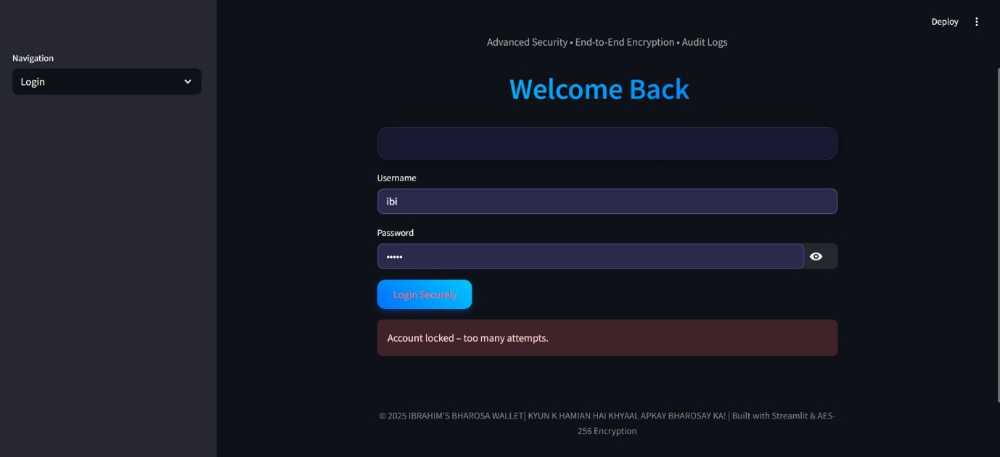 Deploy
Navigation
Login
Advanced Security • End-to-End Encryption • Audit Logs
Welcome Back
Username
ibi
Password
•••••
Login Securely
Account locked – too many attempts.
© 2025 IBRAHIM'S BHAROSA WALLET| KYUN K HAMIAN HAI KHYAAL APKAY BHAROSAY KA! | Built with Streamlit & AES-
256 Encryption